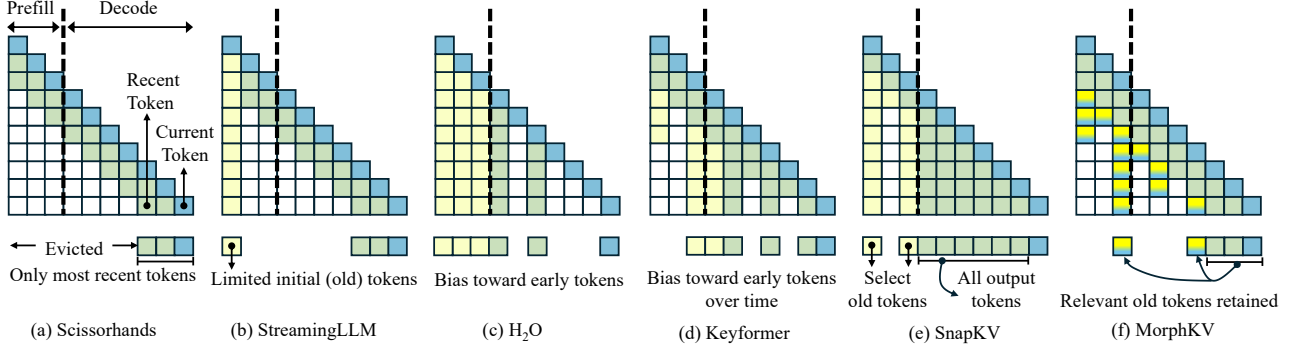 Prefill
Decode
Recent
Token
Current
Token
Evicted
Only most recent tokens
Limited initial (old) tokens
Bias toward early tokens
Bias toward early tokens
over time
Select
old tokens
All output
tokens
Relevant old tokens retained
(a) Scissorhands
(b) StreamingLLM
(c) H₂O
(d) Keyformer
(e) SnapKV
(f) MorphKV